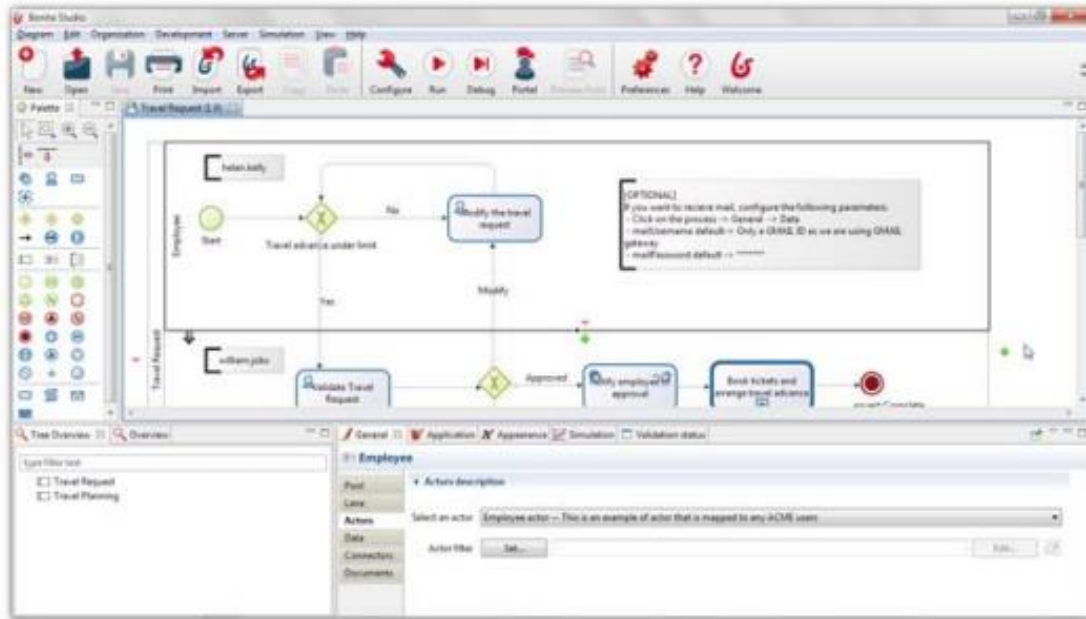 Bonita Studio
Diagram Edit Organization Development Server Simulation View Help
New Open Save Print Import Export Copy Paste Configure Run Debug Portal Preferences Help Welcome
Palette
Travel Request (1.0)
helen.kelly
Employee
Start
Travel advance under limit
No
Modify the travel
request
[OPTIONAL]
If you want to receive mail, configure the following parameters:
- Click on the process -> General -> Data
- mailUsername default -> Only a GMAIL ID as we are using GMAIL
gateway
- mailPassword default -> "******"
Yes
Modify
Travel Request
william.jobs
Validate Travel
Request
Approved
employee
approval
Book tickets and
arrange travel advance
Tree Overview Overview
type filter text
Travel Request
Travel Planning
General Application Appearance Simulation Validation status
Employee
Pool
Lane
Actors
Data
Connectors
Documents
Actors description
Select an actor Employee actor -- This is an example of actor that is mapped to any ACME users
Actor filter Set... Edit...